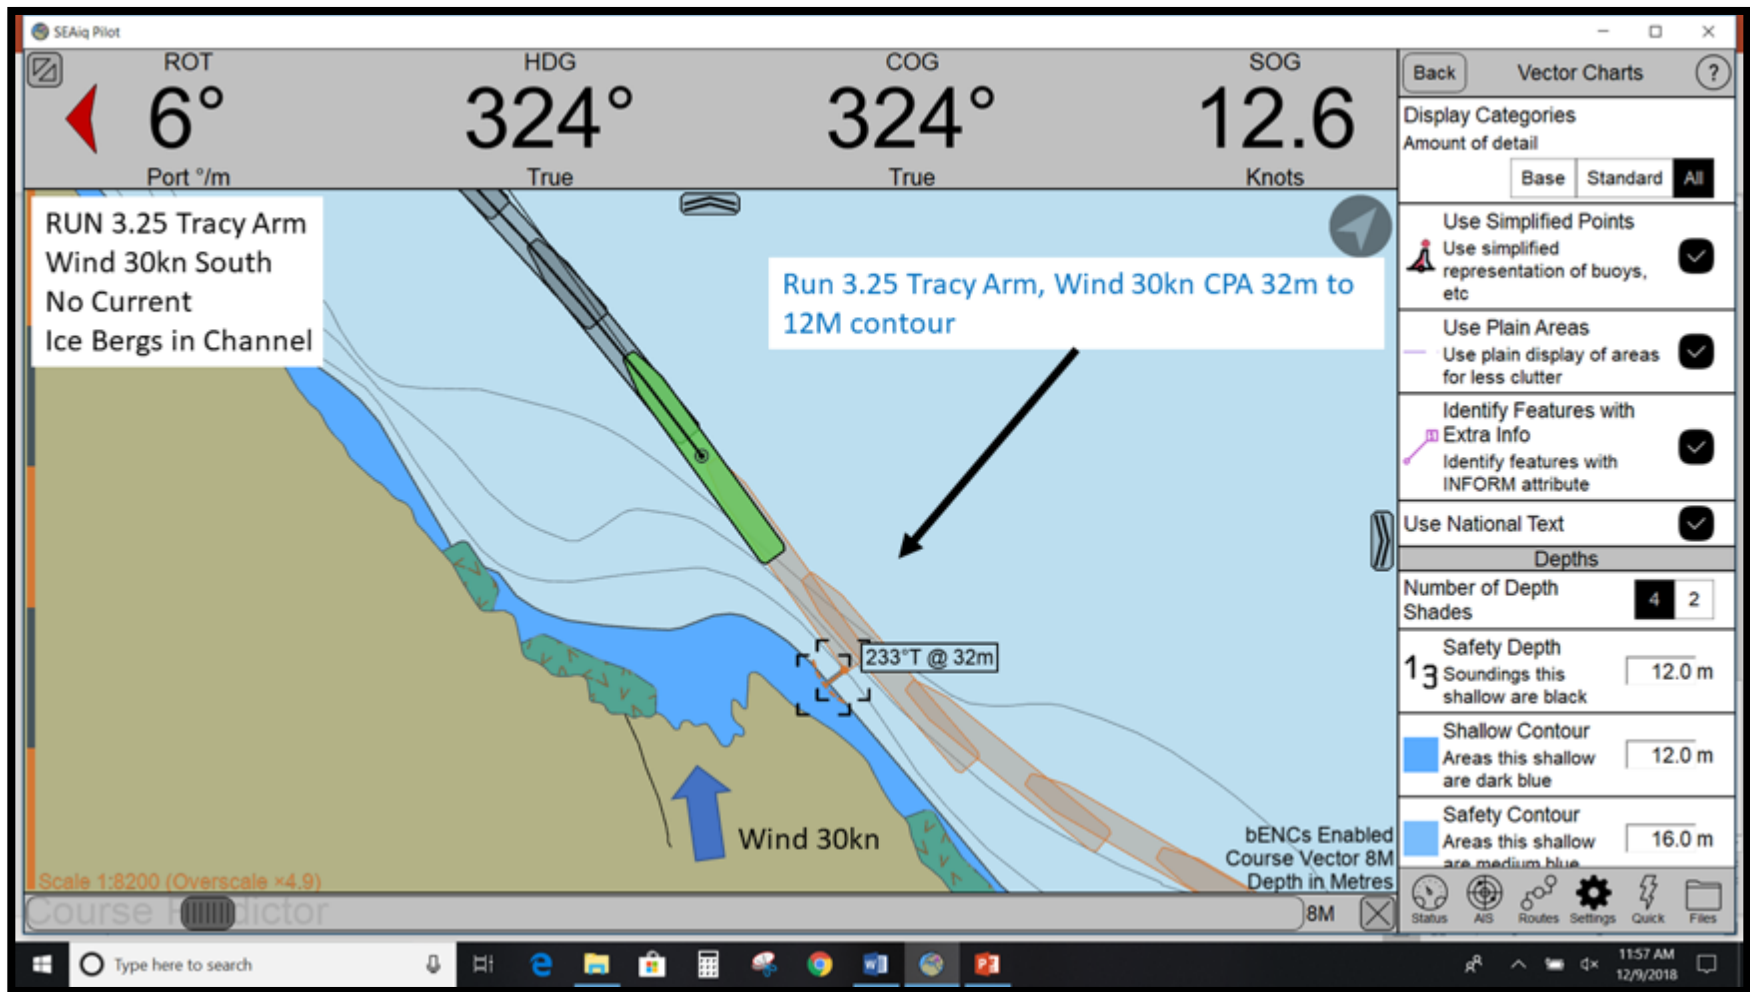 SEAiq Pilot
ROT
HDG
COG
SOG
6°
324°
324°
12.6
Port °/m
True
True
Knots
RUN 3.25 Tracy Arm
Wind 30kn South
No Current
Ice Bergs in Channel
Run 3.25 Tracy Arm, Wind 30kn CPA 32m to
12M contour
233°T @ 32m
Wind 30kn
bENCs Enabled
Course Vector 8M
Depth in Metres
Scale 1:8200 (Overscale ×4.9)
8M
Back
Vector Charts
?
Display Categories
Amount of detail
Base Standard All
Use Simplified Points
Use simplified
representation of buoys,
etc
Use Plain Areas
Use plain display of areas
for less clutter
Identify Features with
Extra Info
Identify features with
INFORM attribute
Use National Text
Depths
Number of Depth
Shades
4 2
Safety Depth
Soundings this
shallow are black
13
12.0 m
Shallow Contour
Areas this shallow
are dark blue
12.0 m
Safety Contour
Areas this shallow
are medium blue
16.0 m
Status AIS Routes Settings Quick Files
Type here to search
11:57 AM
12/9/2018